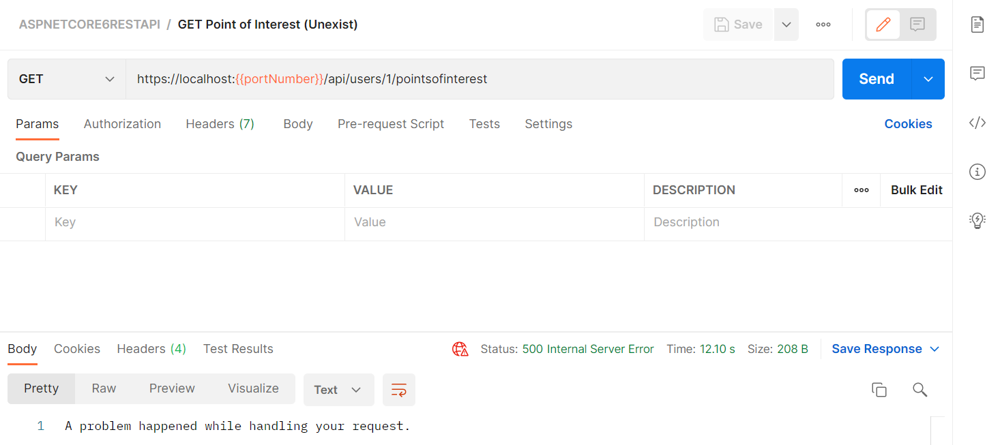 ASPNETCORE6RESTAPI / GET Point of Interest (Unexist) Save
GET https://localhost:{{portNumber}}/api/users/1/pointsofinterest Send
Params Authorization Headers (7) Body Pre-request Script Tests Settings Cookies
Query Params
KEY VALUE DESCRIPTION Bulk Edit
Key Value Description
Body Cookies Headers (4) Test Results Status: 500 Internal Server Error Time: 12.10 s Size: 208 B Save Response
Pretty Raw Preview Visualize Text
1 A problem happened while handling your request.